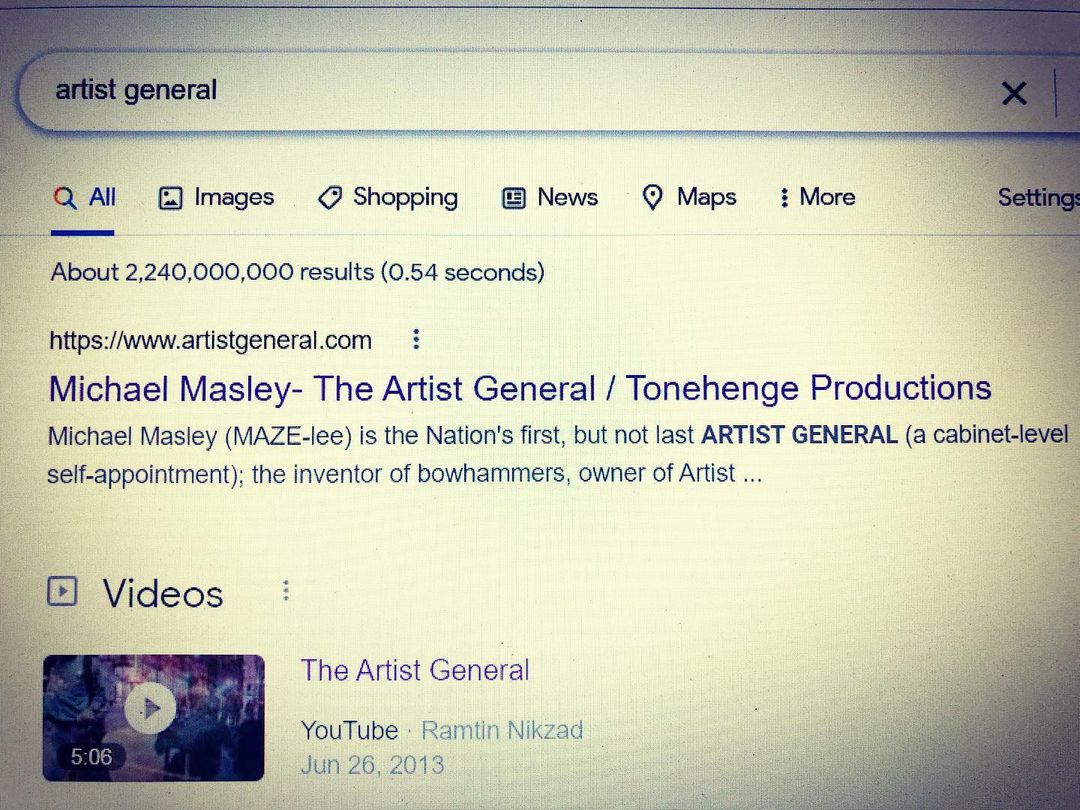 artist general
All Images Shopping News Maps More Settings
About 2,240,000,000 results (0.54 seconds)
https://www.artistgeneral.com
Michael Masley- The Artist General / Tonehenge Productions
Michael Masley (MAZE-lee) is the Nation's first, but not last ARTIST GENERAL (a cabinet-level
self-appointment); the inventor of bowhammers, owner of Artist ...
Videos
The Artist General
YouTube · Ramtin Nikzad
5:06
Jun 26, 2013